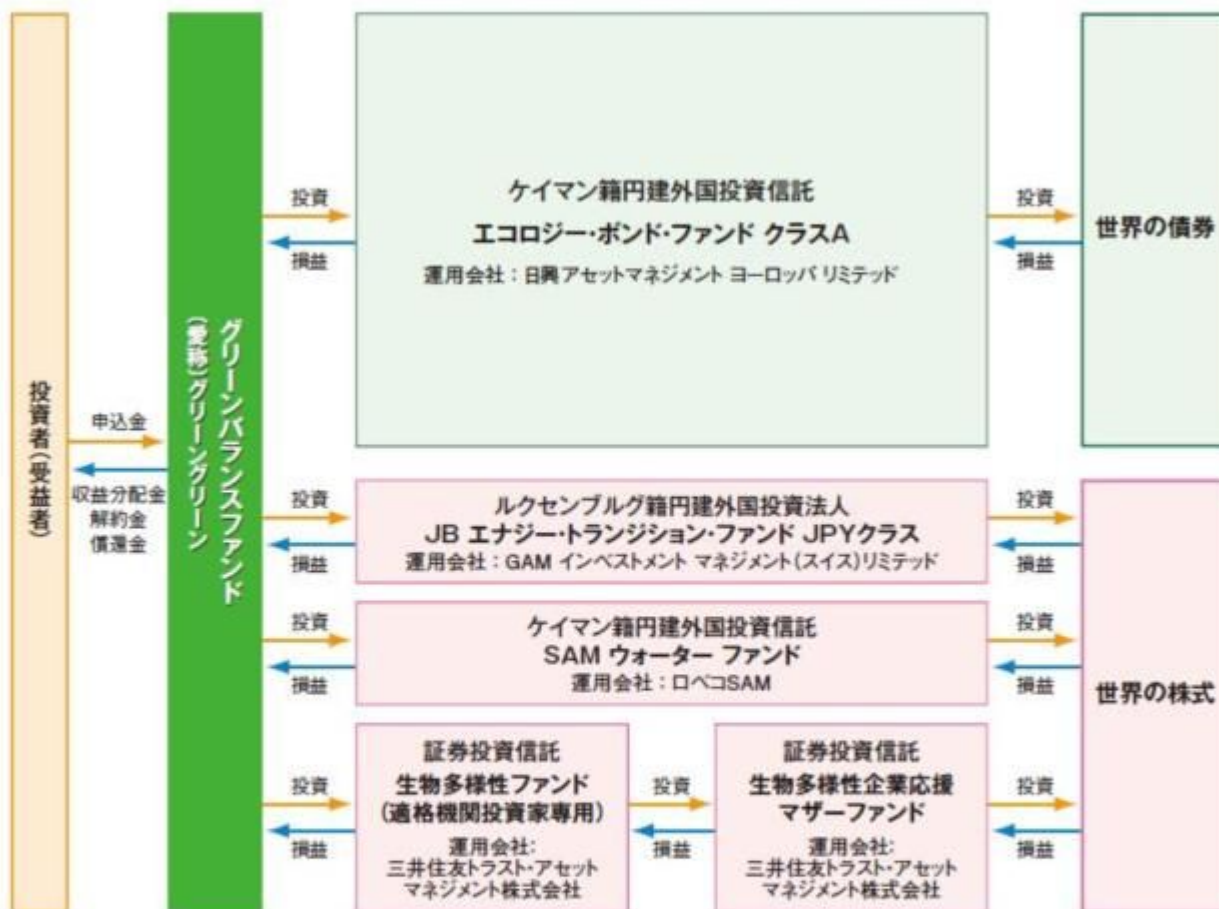 投資者(受益者)
申込金
収益分配金
解約金
償還金
グリーンバランスファンド
(愛称)グリーングリーン
投資
損益
ケイマン籍円建外国投資信託
エコロジー・ボンド・ファンド クラスA
運用会社:日興アセットマネジメント ヨーロッパ リミテッド
投資
損益
世界の債券
投資
損益
ルクセンブルグ籍円建外国投資法人
JB エナジー・トランジション・ファンド JPYクラス
運用会社:GAM インベストメント マネジメント(スイス)リミテッド
投資
損益
投資
損益
ケイマン籍円建外国投資信託
SAM ウォーター ファンド
運用会社:ロベコSAM
投資
損益
世界の株式
投資
損益
証券投資信託
生物多様性ファンド
(適格機関投資家専用)
運用会社:
三井住友トラスト・アセット
マネジメント株式会社
投資
損益
証券投資信託
生物多様性企業応援
マザーファンド
運用会社:
三井住友トラスト・アセット
マネジメント株式会社
投資
損益